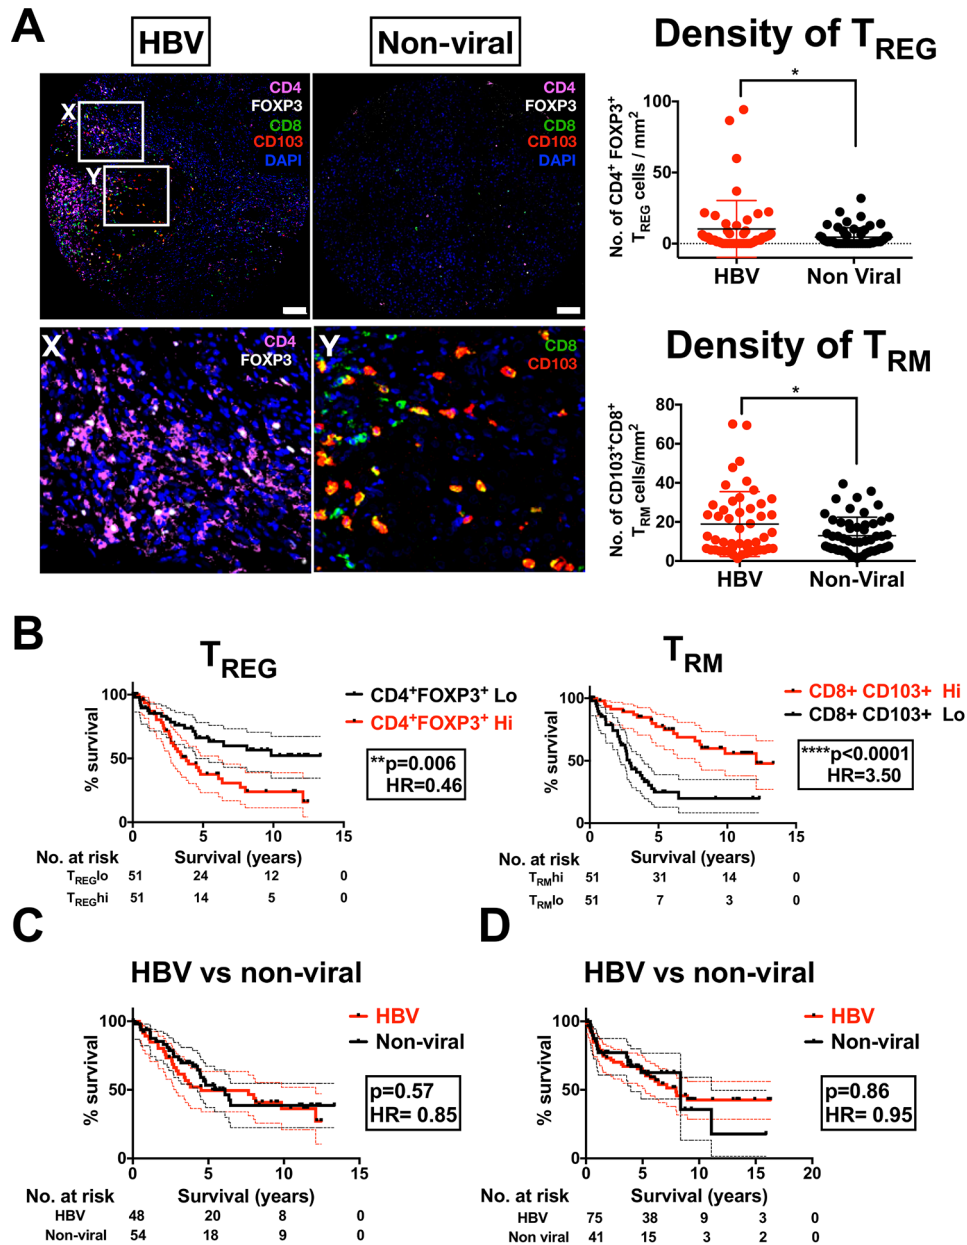 A
HBV
Non-viral
CD4
FOXP3
CD8
CD103
DAPI
X
Y
CD4
FOXP3
CD8
CD103
DAPI
X
CD4
FOXP3
Y
CD8
CD103
Density of TREG
*
No. of CD4+ FOXP3+
TREG cells / mm2
100
50
0
HBV
Non Viral
Density of TRM
*
No. of CD103+CD8+
TRM cells/mm2
80
60
40
20
0
HBV
Non-Viral
B
TREG
% survival
100
50
0
0 5 10 15
Survival (years)
CD4+FOXP3+ Lo
CD4+FOXP3+ Hi
**p=0.006
HR=0.46
No. at risk
TREGlo 51 24 12 0
TREGhi 51 14 5 0
TRM
% survival
100
50
0
0 5 10 15
Survival (years)
CD8+ CD103+ Hi
CD8+ CD103+ Lo
****p<0.0001
HR=3.50
No. at risk
TRMhi 51 31 14 0
TRMlo 51 7 3 0
C
HBV vs non-viral
% survival
100
50
0
0 5 10 15
Survival (years)
HBV
Non-viral
p=0.57
HR= 0.85
No. at risk
HBV 48 20 8 0
Non-viral 54 18 9 0
D
HBV vs non-viral
% survival
100
50
0
0 5 10 15 20
Survival (years)
HBV
Non-viral
p=0.86
HR= 0.95
No. at risk
HBV 75 38 9 3 0
Non viral 41 15 3 2 0